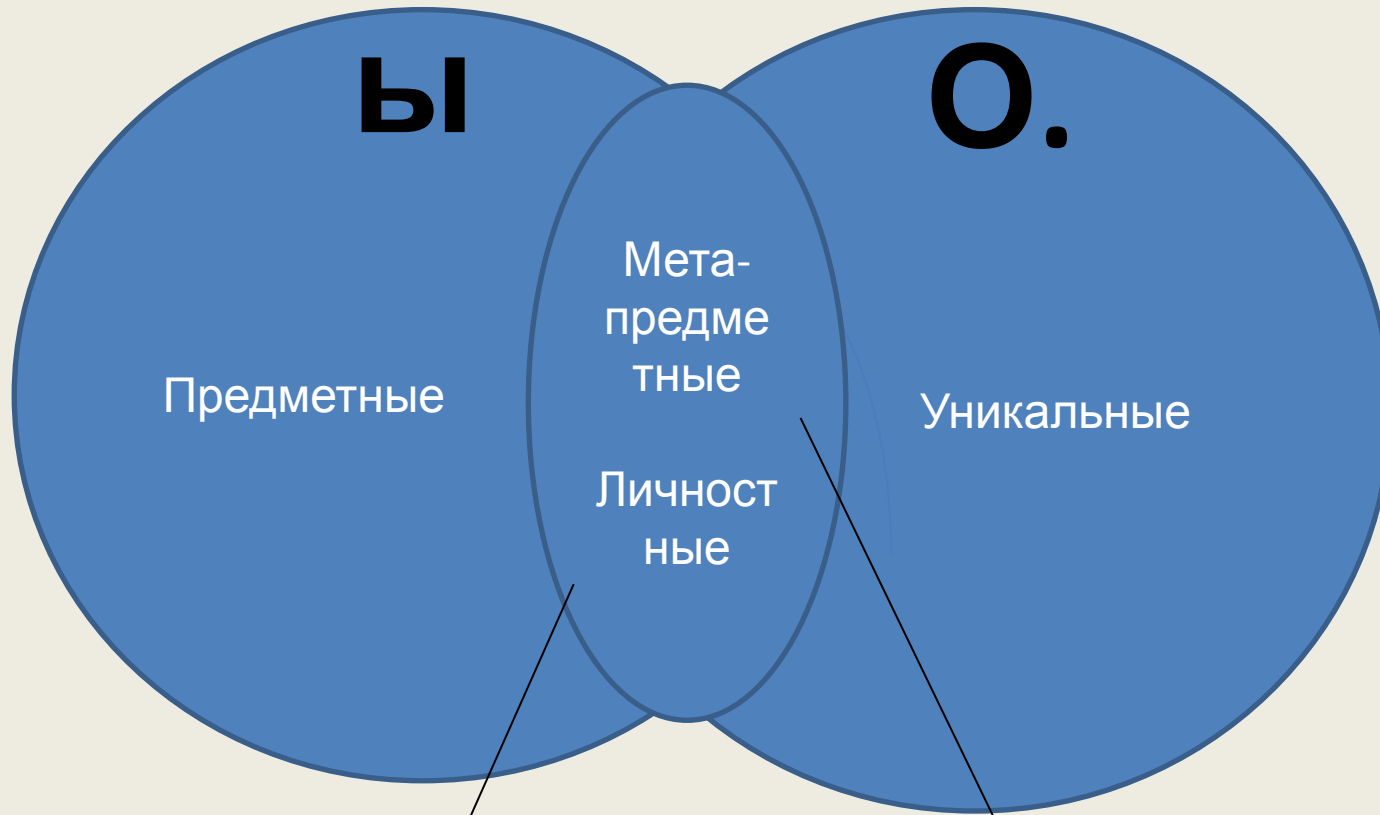 ы
О.
Мета-
предме
тные
Предметные
Уникальные
Личност
ные